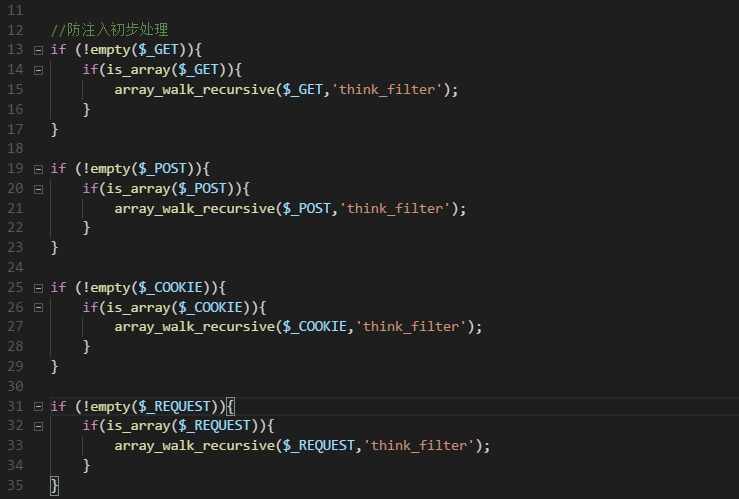 11
12 //防注入初步处理
13 if (!empty($_GET)){
14 if(is_array($_GET)){
15 array_walk_recursive($_GET,'think_filter');
16 }
17 }
18
19 if (!empty($_POST)){
20 if(is_array($_POST)){
21 array_walk_recursive($_POST,'think_filter');
22 }
23 }
24
25 if (!empty($_COOKIE)){
26 if(is_array($_COOKIE)){
27 array_walk_recursive($_COOKIE,'think_filter');
28 }
29 }
30
31 if (!empty($_REQUEST)){
32 if(is_array($_REQUEST)){
33 array_walk_recursive($_REQUEST,'think_filter');
34 }
35 }